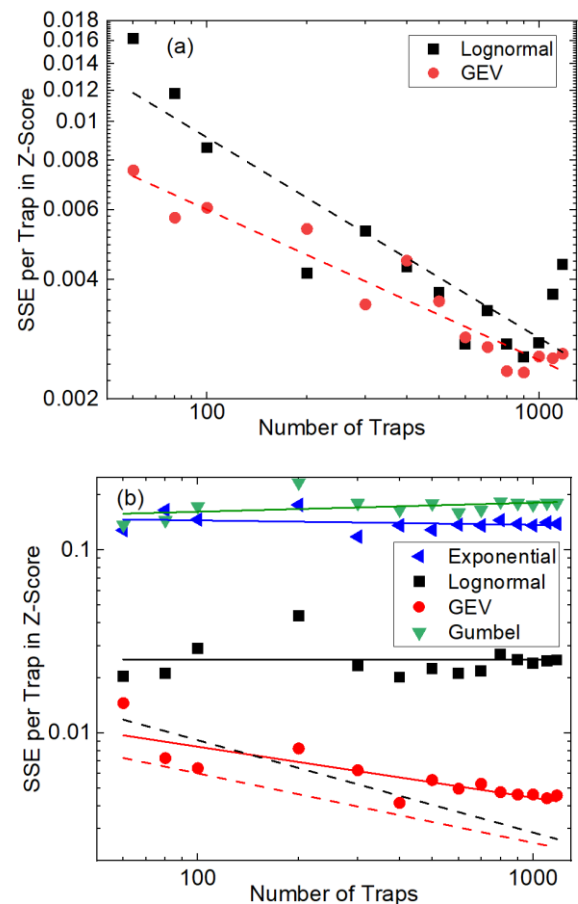 (a)
Lognormal
GEV
SSE per Trap in Z-Score
0.018
0.016
0.014
0.012
0.01
0.008
0.006
0.004
0.002
100
1000
Number of Traps
(b)
Exponential
Lognormal
GEV
Gumbel
SSE per Trap in Z-Score
0.1
0.01
100
1000
Number of Traps